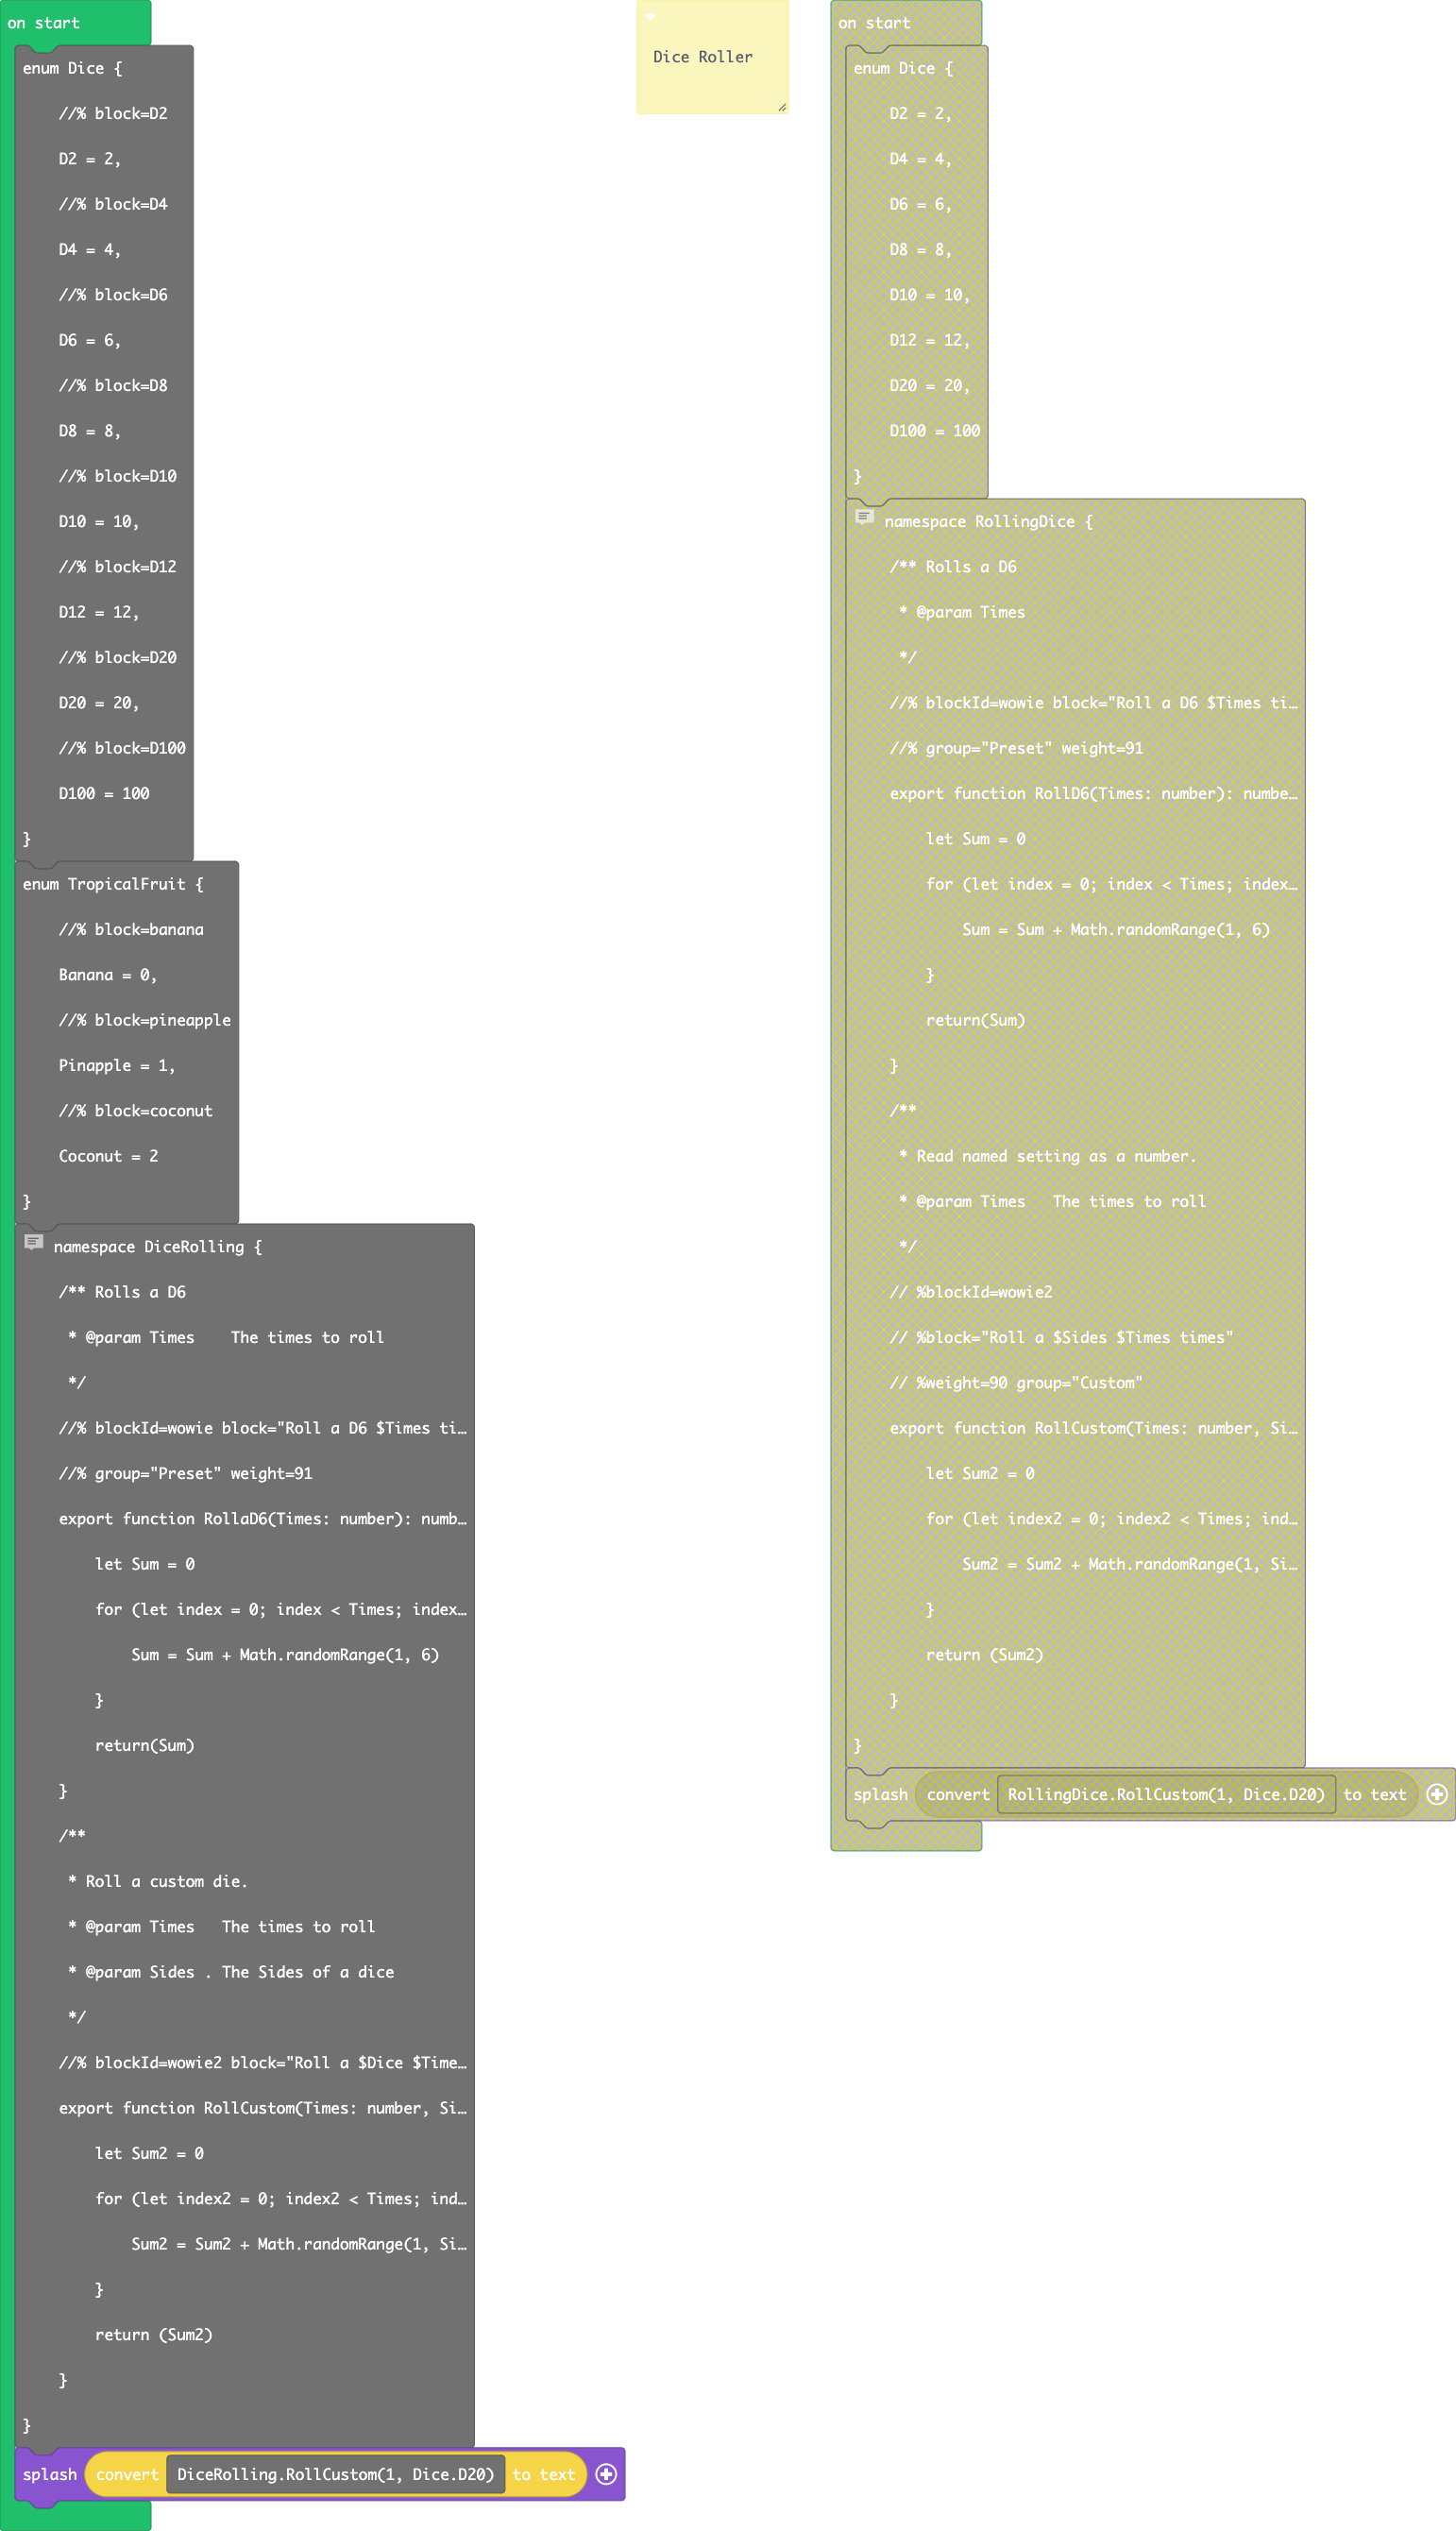 on start
enum Dice {
//% block=D2
D2 = 2,
//% block=D4
D4 = 4,
//% block=D6
D6 = 6,
//% block=D8
D8 = 8,
//% block=D10
D10 = 10,
//% block=D12
D12 = 12,
//% block=D20
D20 = 20,
//% block=D100
D100 = 100
}
enum TropicalFruit {
//% block=banana
Banana = 0,
//% block=pineapple
Pinapple = 1,
//% block=coconut
Coconut = 2
}
namespace DiceRolling {
/** Rolls a D6
* @param Times    The times to roll
*/
//% blockId=wowie block="Roll a D6 $Times ti…
//% group="Preset" weight=91
export function RollaD6(Times: number): numb…
let Sum = 0
for (let index = 0; index < Times; index…
Sum = Sum + Math.randomRange(1, 6)
}
return(Sum)
}
/**
* Roll a custom die.
* @param Times   The times to roll
* @param Sides . The Sides of a dice
*/
//% blockId=wowie2 block="Roll a $Dice $Time…
export function RollCustom(Times: number, Si…
let Sum2 = 0
for (let index2 = 0; index2 < Times; ind…
Sum2 = Sum2 + Math.randomRange(1, Si…
}
return (Sum2)
}
}
splash convert DiceRolling.RollCustom(1, Dice.D20) to text
Dice Roller
on start
enum Dice {
D2 = 2,
D4 = 4,
D6 = 6,
D8 = 8,
D10 = 10,
D12 = 12,
D20 = 20,
D100 = 100
}
namespace RollingDice {
/** Rolls a D6
* @param Times
*/
//% blockId=wowie block="Roll a D6 $Times ti…
//% group="Preset" weight=91
export function RollD6(Times: number): numbe…
let Sum = 0
for (let index = 0; index < Times; index…
Sum = Sum + Math.randomRange(1, 6)
}
return(Sum)
}
/**
* Read named setting as a number.
* @param Times   The times to roll
*/
// %blockId=wowie2
// %block="Roll a $Sides $Times times"
// %weight=90 group="Custom"
export function RollCustom(Times: number, Si…
let Sum2 = 0
for (let index2 = 0; index2 < Times; ind…
Sum2 = Sum2 + Math.randomRange(1, Si…
}
return (Sum2)
}
}
splash convert RollingDice.RollCustom(1, Dice.D20) to text